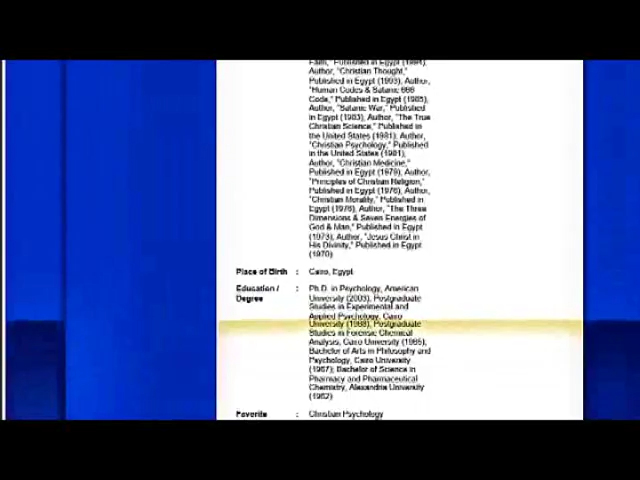 Faith," Published in Egypt (1994);
Author, "Christian Thought,"
Published in Egypt (1993); Author,
"Human Codes & Satanic 666
Code," Published in Egypt (1985);
Author, "Satanic War," Published
in Egypt (1983); Author, "The True
Christian Science," Published in
the United States (1981); Author,
"Christian Psychology," Published
in the United States (1981);
Author, "Christian Medicine,"
Published in Egypt (1979); Author,
"Principles of Christian Religion,"
Published in Egypt (1976); Author,
"Christian Morality," Published in
Egypt (1976); Author, "The Three
Dimensions & Seven Energies of
God & Man," Published in Egypt
(1973); Author, "Jesus Christ in
His Divinity," Published in Egypt
(1970)
Place of Birth : Cairo, Egypt
Education / Degree : Ph.D. in Psychology, American
University (2003); Postgraduate
Studies in Experimental and
Applied Psychology, Cairo
University (1968); Postgraduate
Studies in Forensic Chemical
Analysis, Cairo University (1965);
Bachelor of Arts in Philosophy and
Psychology, Cairo University
(1967); Bachelor of Science in
Pharmacy and Pharmaceutical
Chemistry, Alexandria University
(1962)
Favorite : Christian Psychology